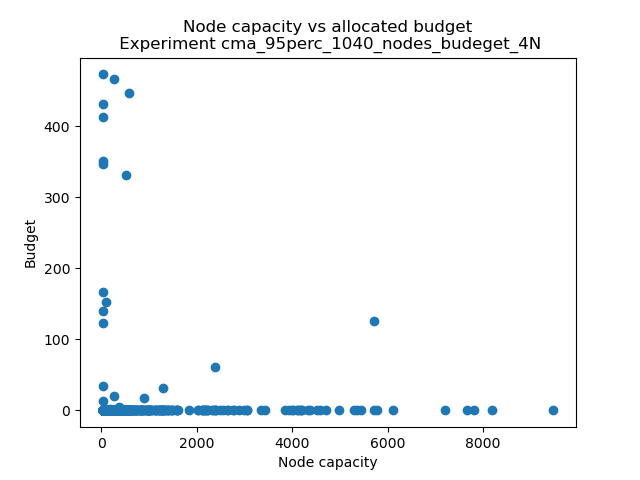 Node capacity vs allocated budget
Experiment cma_95perc_1040_nodes_budeget_4N
400
300
200
100
0
Budget
0 2000 4000 6000 8000
Node capacity